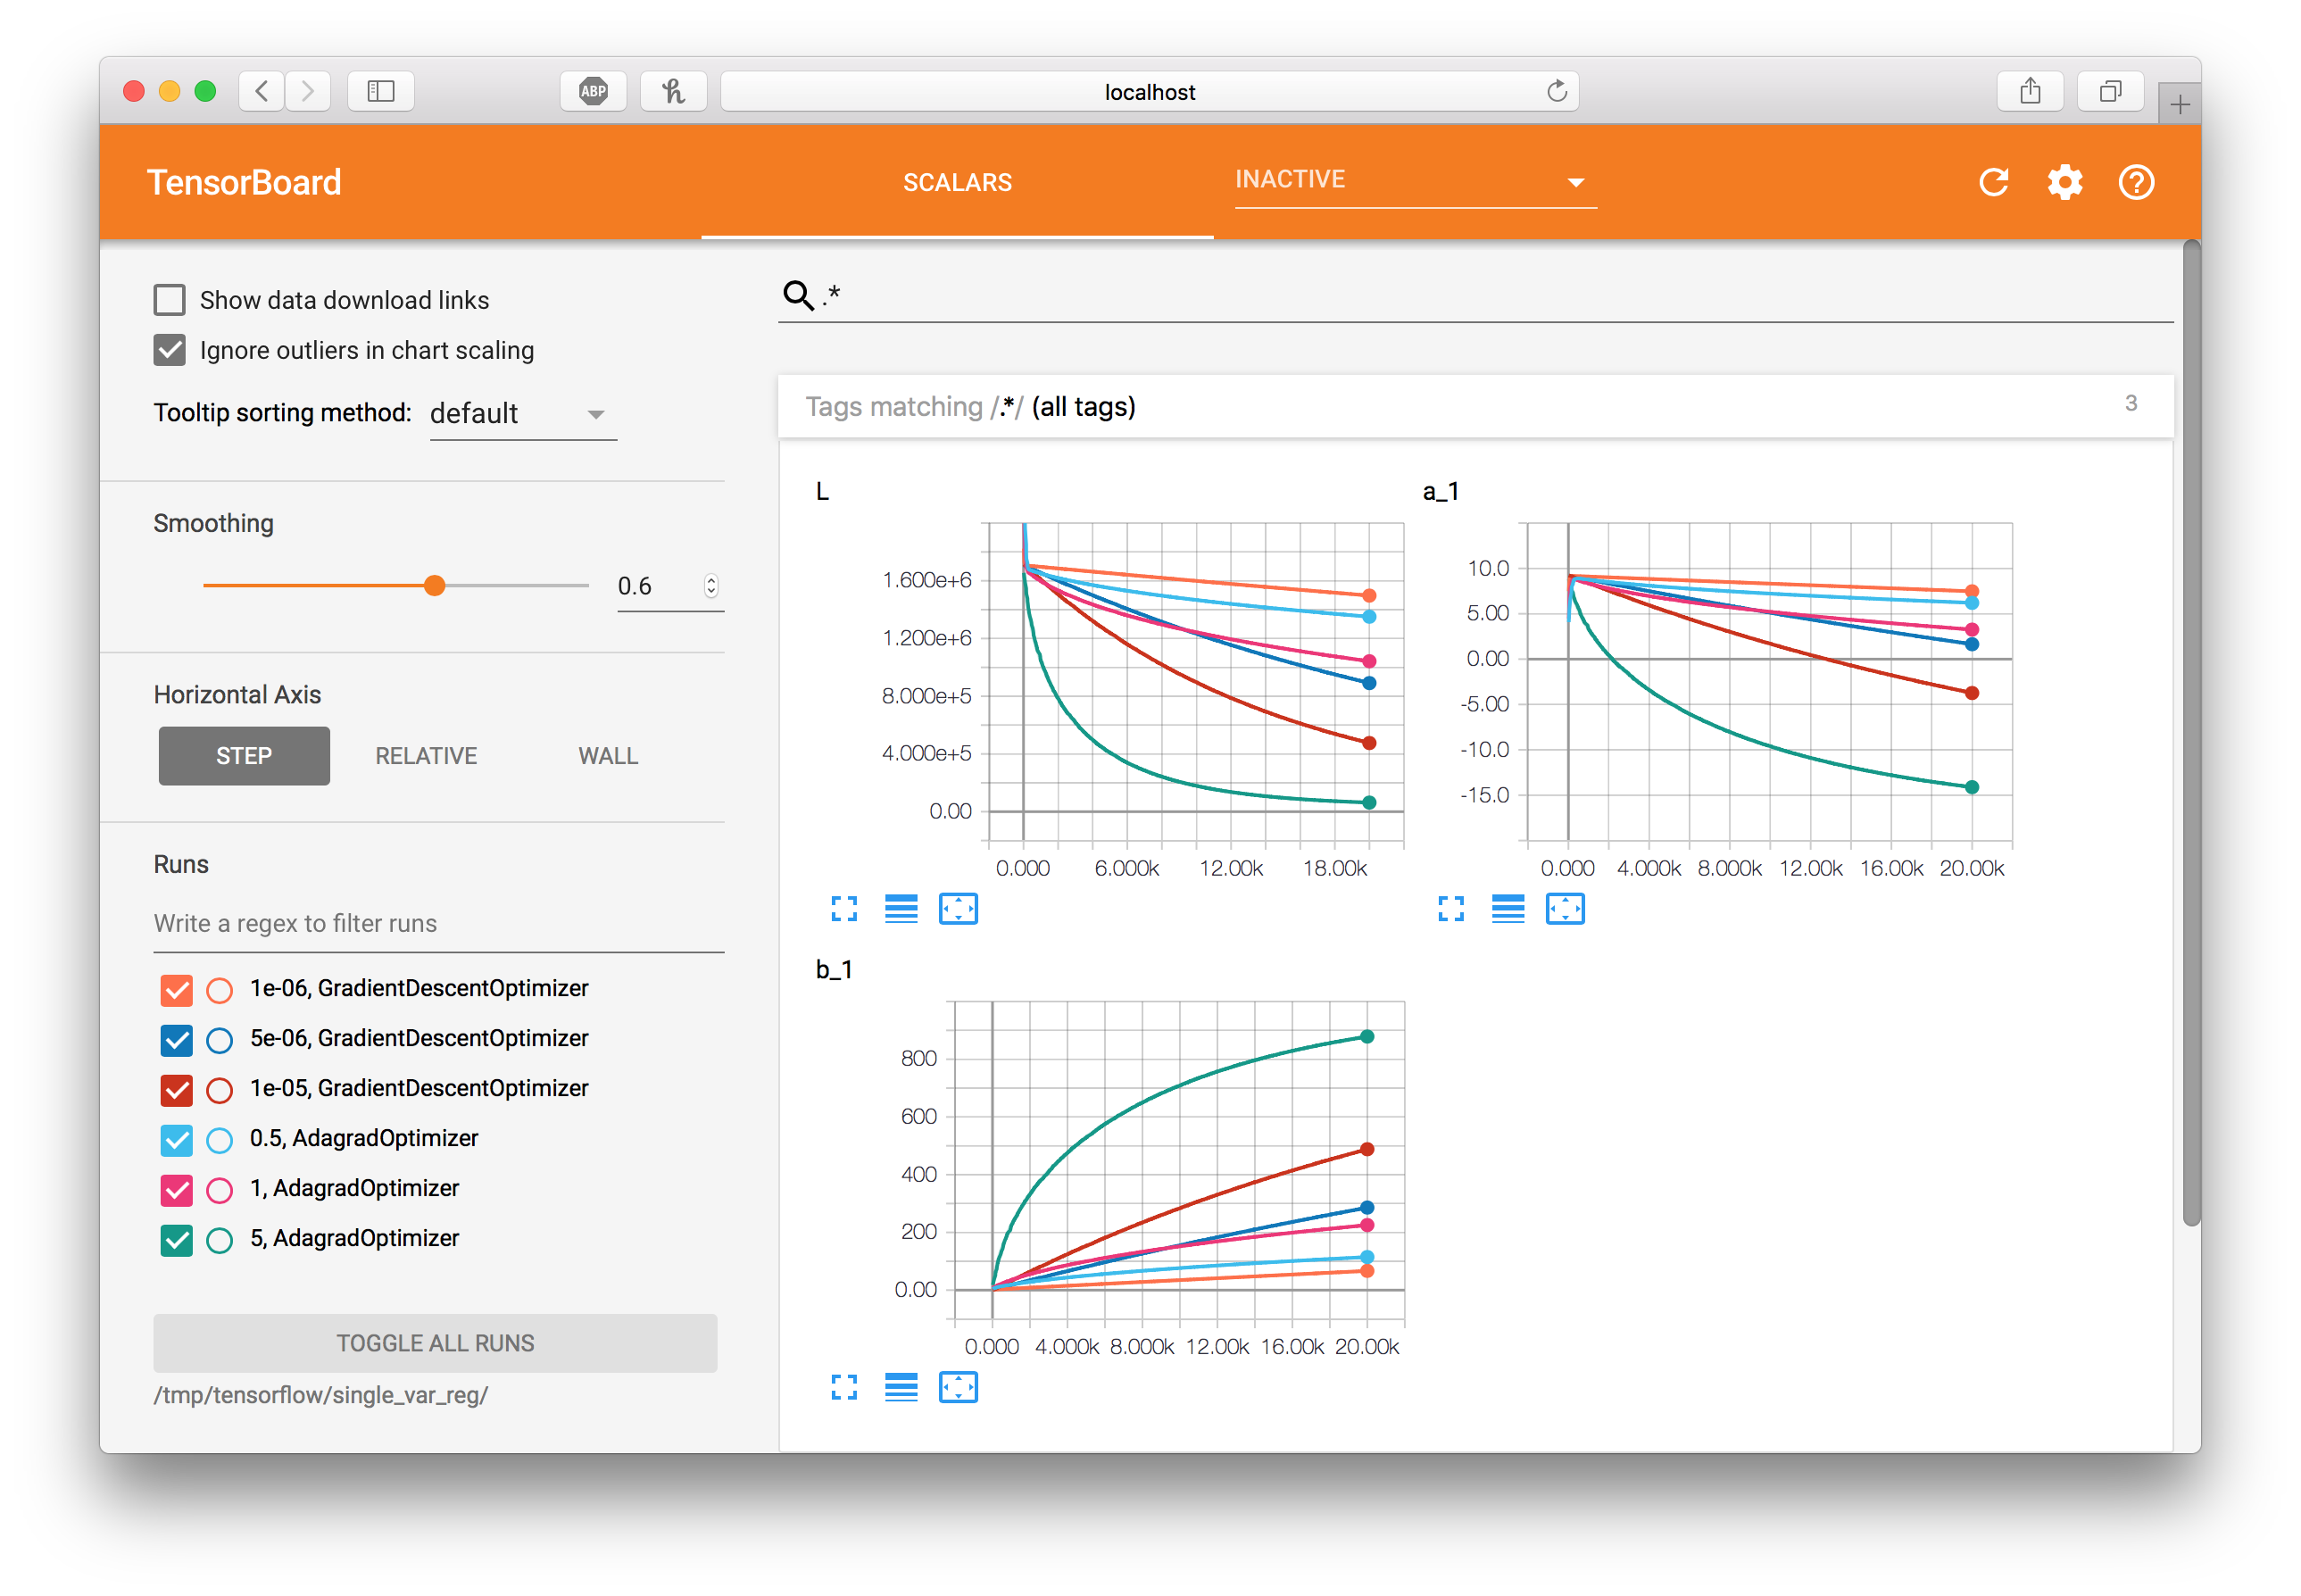 ABP
localhost
TensorBoard
SCALARS
INACTIVE
Show data download links
Ignore outliers in chart scaling
Tooltip sorting method: default
Smoothing
0.6
Horizontal Axis
STEP RELATIVE WALL
Runs
Write a regex to filter runs
1e-06, GradientDescentOptimizer
5e-06, GradientDescentOptimizer
1e-05, GradientDescentOptimizer
0.5, AdagradOptimizer
1, AdagradOptimizer
5, AdagradOptimizer
TOGGLE ALL RUNS
/tmp/tensorflow/single_var_reg/
.*
Tags matching /.*/ (all tags) 3
L
1.600e+6
1.200e+6
8.000e+5
4.000e+5
0.00
0.000 6.000k 12.00k 18.00k
a_1
10.0
5.00
0.00
-5.00
-10.0
-15.0
0.000 4.000k 8.000k 12.00k 16.00k 20.00k
b_1
800
600
400
200
0.00
0.000 4.000k 8.000k 12.00k 16.00k 20.00k